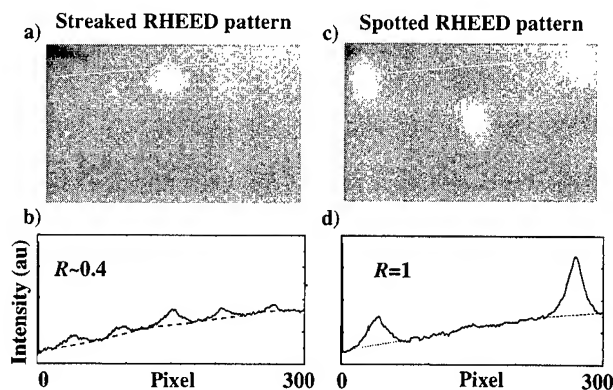 Streaked RHEED pattern
Spotted RHEED pattern
a)
c)
b)
d)
Intensity (au)
R~0.4
R=1
0 Pixel 300
0 Pixel 300